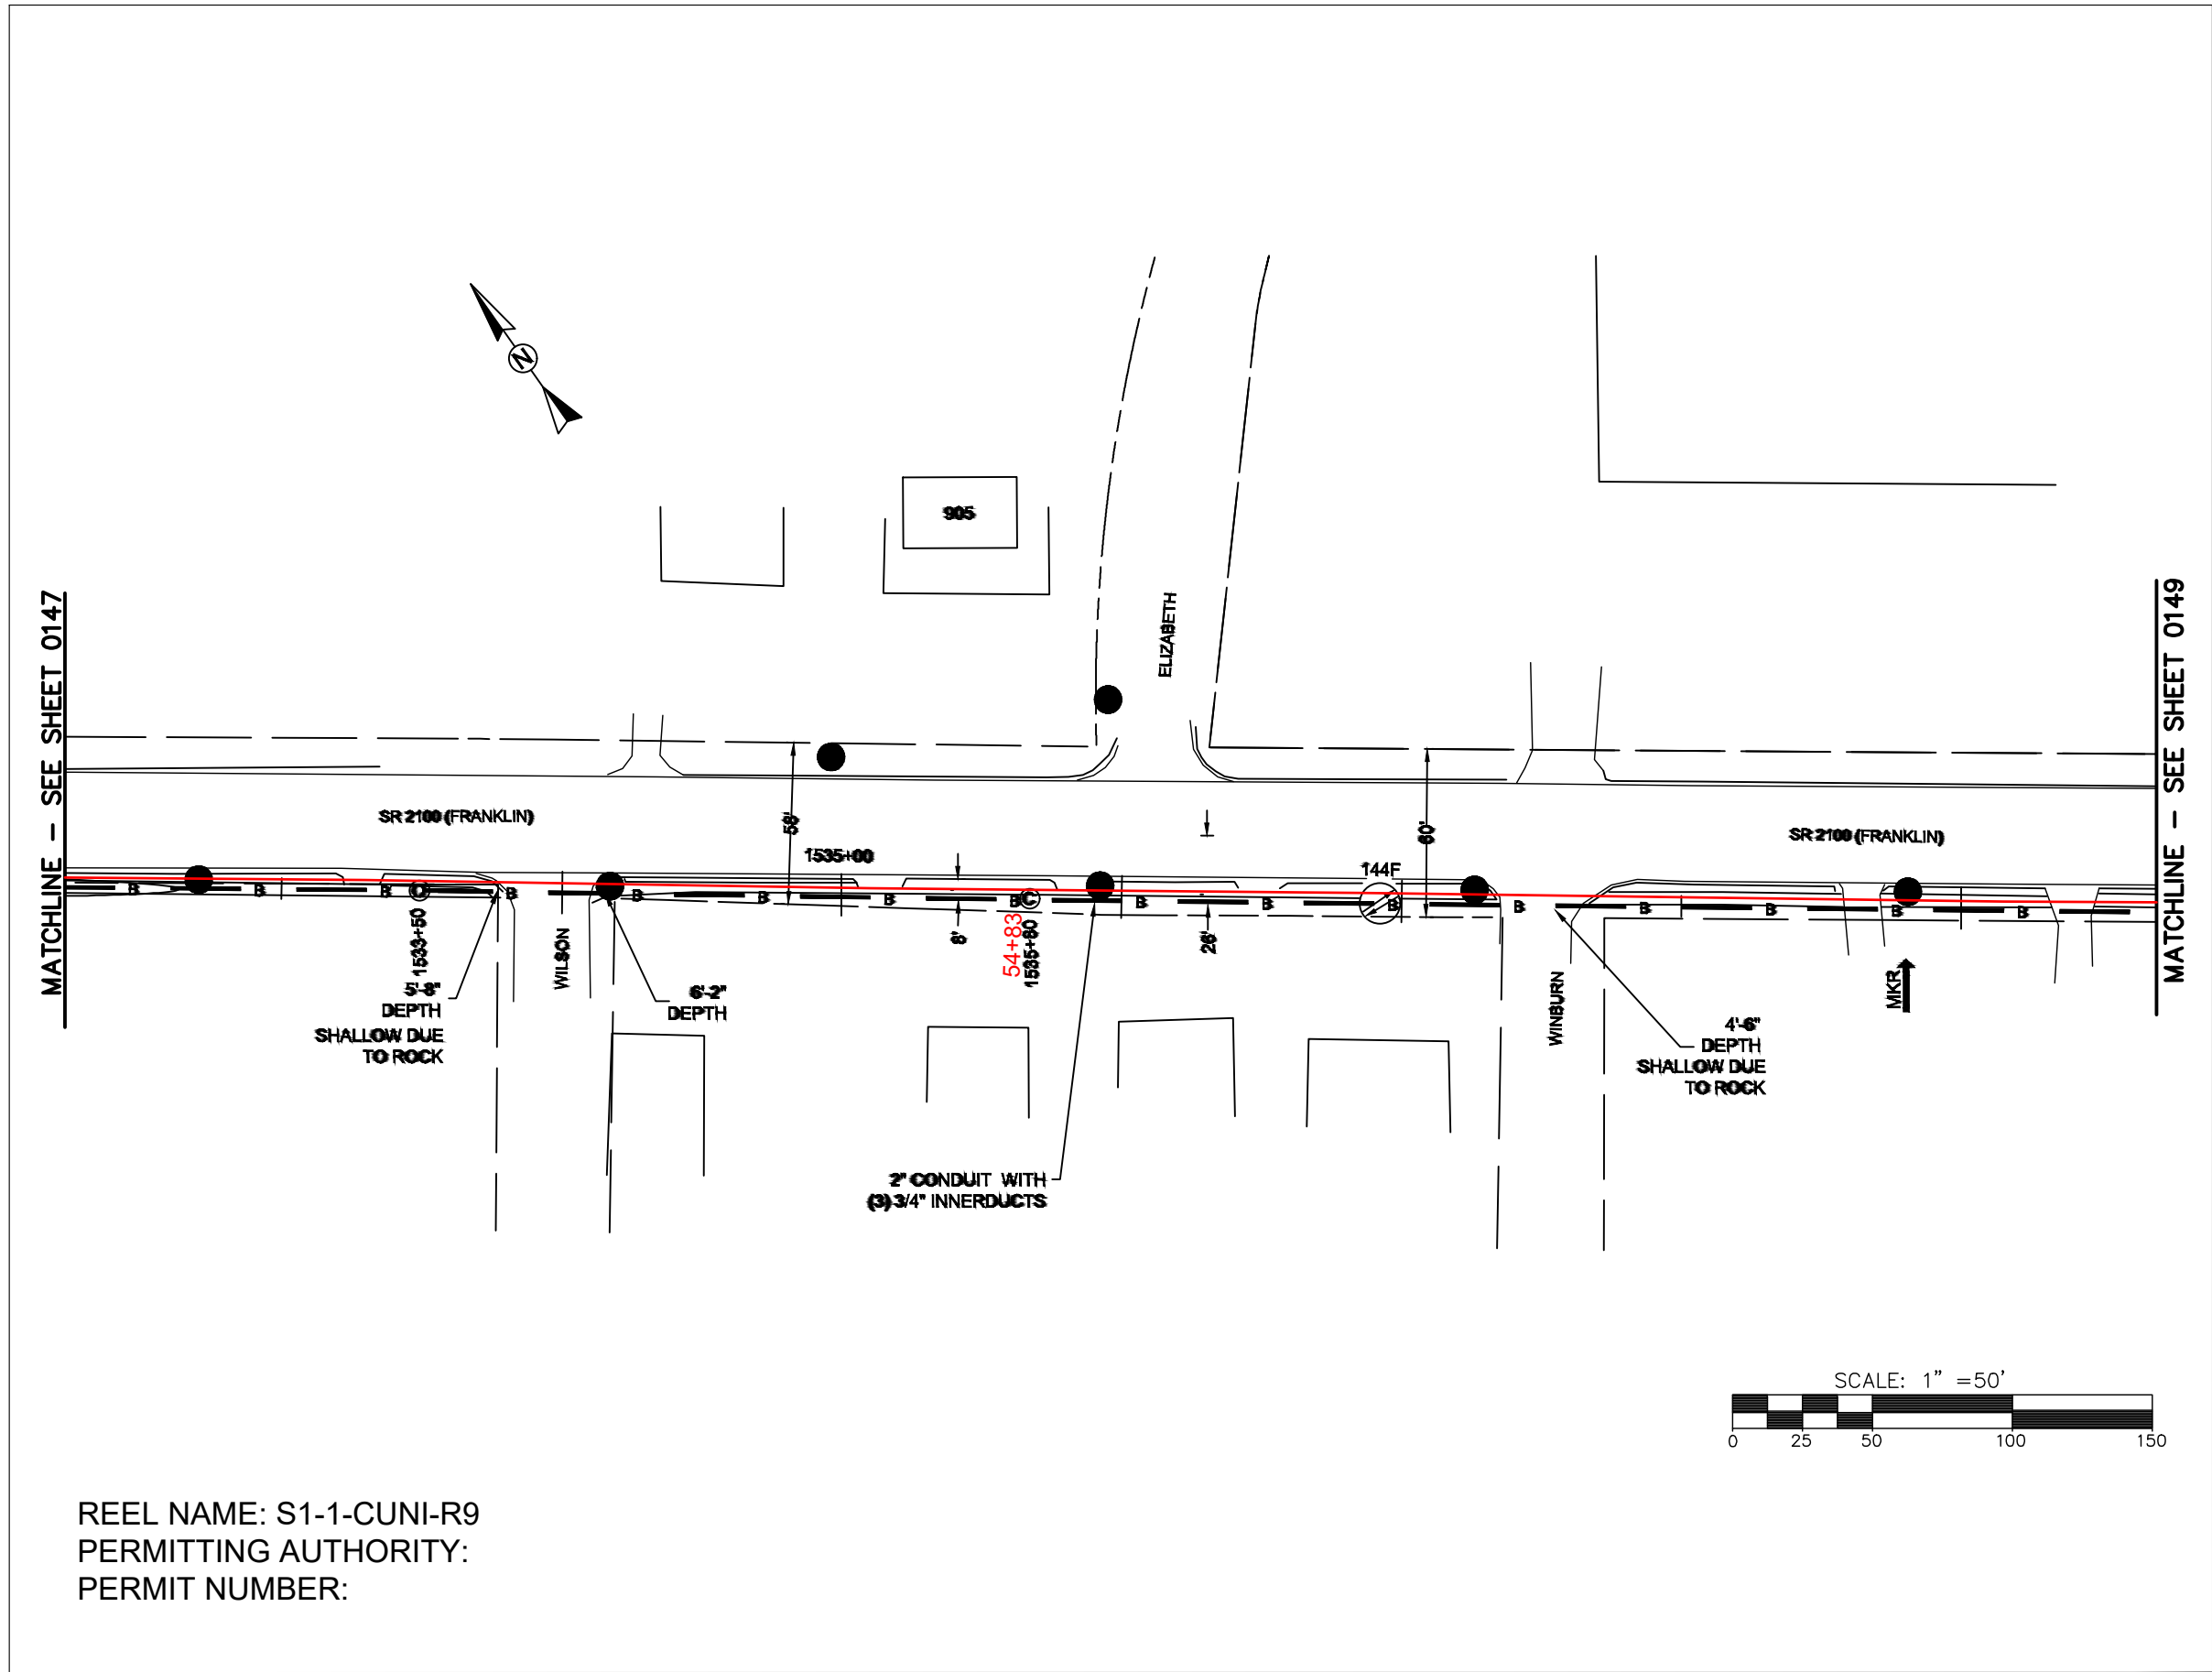 N
905
ELIZABETH
MATCHLINE – SEE SHEET 0147
MATCHLINE – SEE SHEET 0149
SR 2100 (FRANKLIN)
58'
1535+00
60'
SR 2100 (FRANKLIN)
144F
B B B C B B B B B B C B B B B B B B B
1533+50
WILSON
8'
54+83
1535+60
26'
WINBURN
MKR
5'-8"
DEPTH
SHALLOW DUE
TO ROCK
6'-2"
DEPTH
4'-6"
DEPTH
SHALLOW DUE
TO ROCK
2" CONDUIT WITH
(3) 3/4" INNERDUCTS
SCALE: 1" =50'
0 25 50 100 150
REEL NAME: S1-1-CUNI-R9
PERMITTING AUTHORITY:
PERMIT NUMBER: